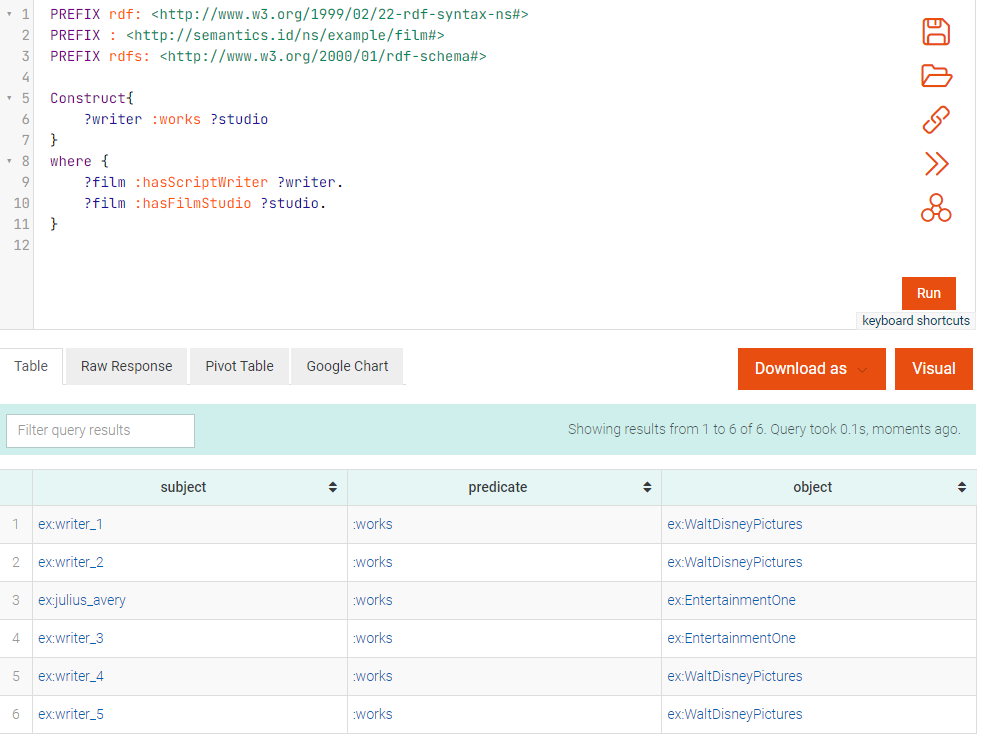 1 PREFIX rdf: <http://www.w3.org/1999/02/22-rdf-syntax-ns#>
2 PREFIX : <http://semantics.id/ns/example/film#>
3 PREFIX rdfs: <http://www.w3.org/2000/01/rdf-schema#>
4
5 Construct{
6 ?writer :works ?studio
7 }
8 where {
9 ?film :hasScriptWriter ?writer.
10 ?film :hasFilmStudio ?studio.
11 }
12
Run
keyboard shortcuts
Table Raw Response Pivot Table Google Chart Download as Visual
Filter query results Showing results from 1 to 6 of 6. Query took 0.1s, moments ago.
subject predicate object
1 ex:writer_1 :works ex:WaltDisneyPictures
2 ex:writer_2 :works ex:WaltDisneyPictures
3 ex:julius_avery :works ex:EntertainmentOne
4 ex:writer_3 :works ex:EntertainmentOne
5 ex:writer_4 :works ex:WaltDisneyPictures
6 ex:writer_5 :works ex:WaltDisneyPictures